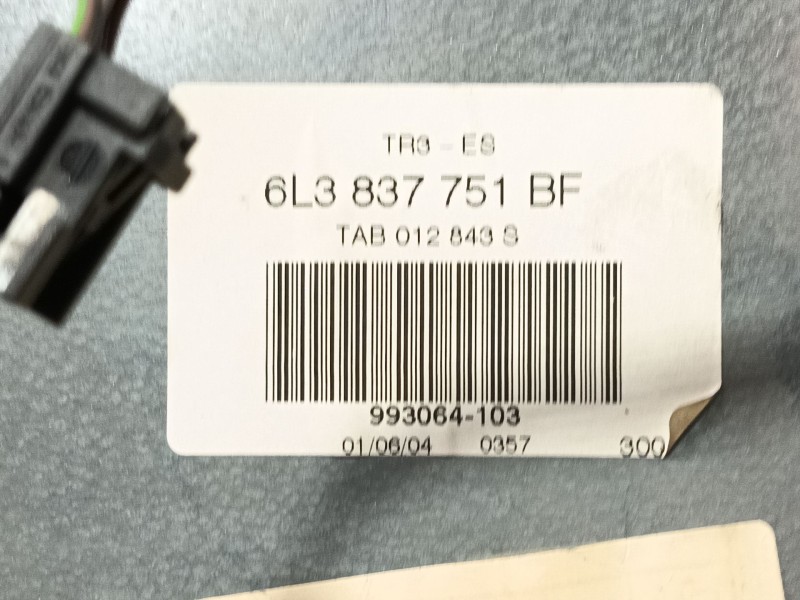 TR3 - ES
6L3 837 751 BF
TAB 012 843 S
993064-103
01/06/04 0357 300